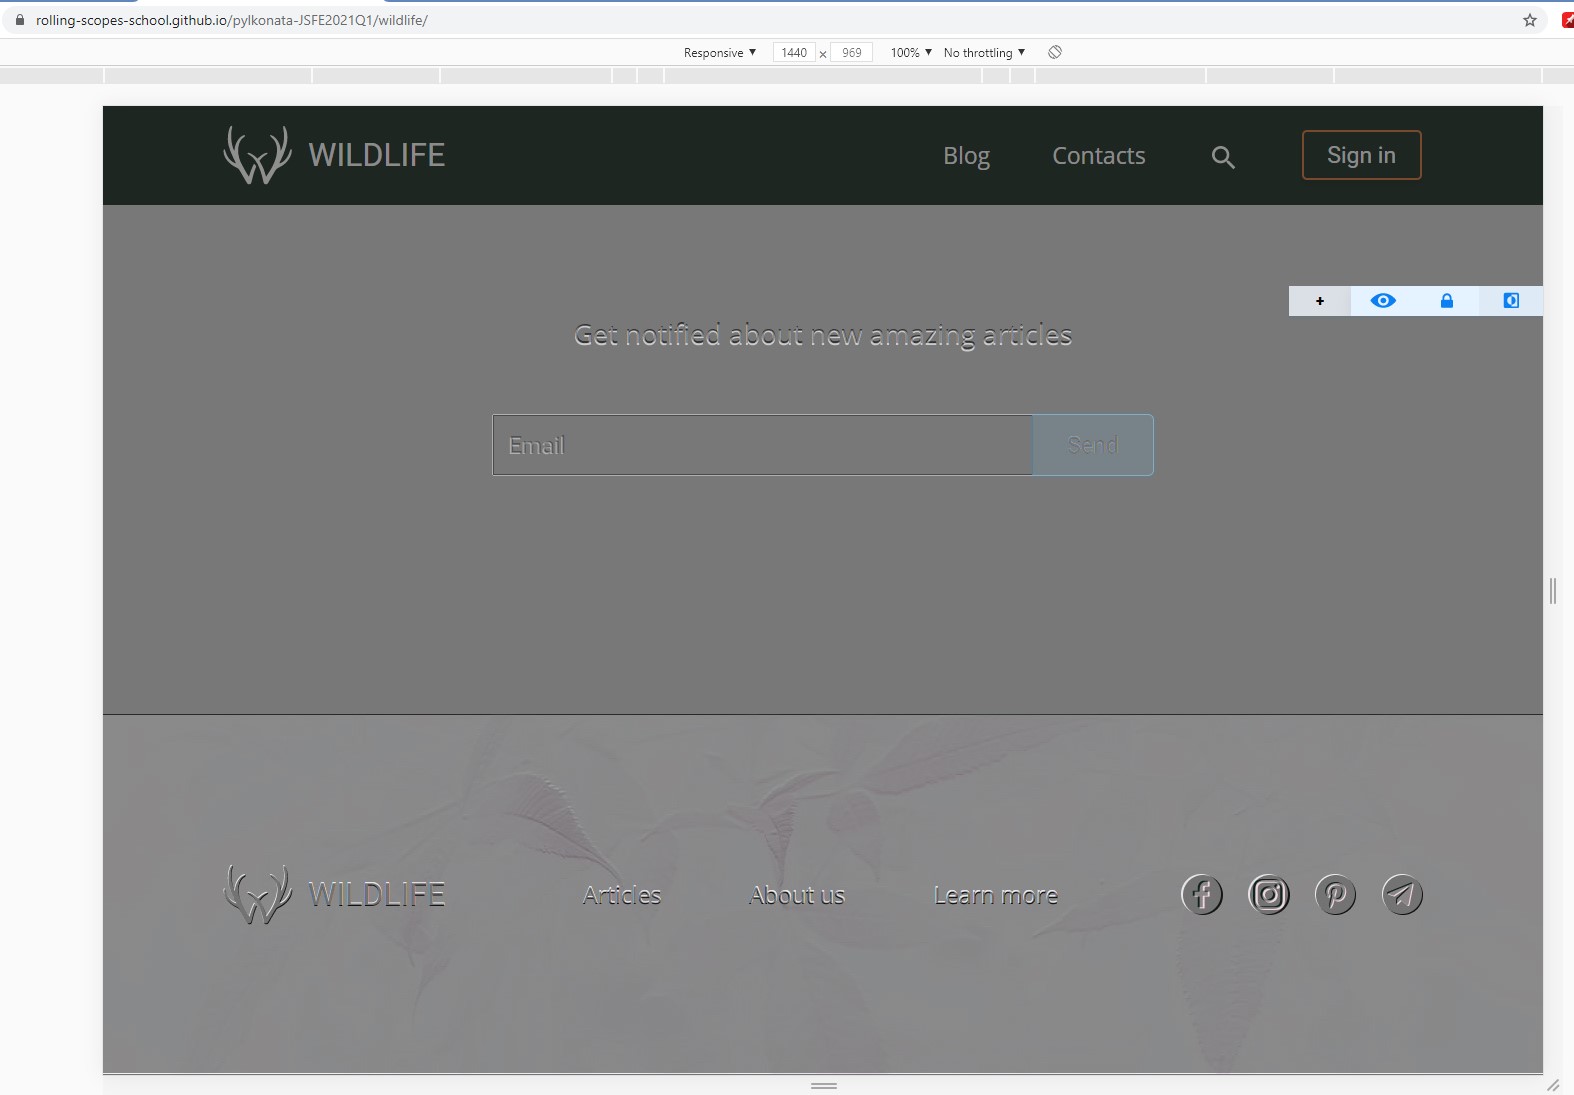 rolling-scopes-school.github.io/pylkonata-JSFE2021Q1/wildlife/
Responsive ▼ 1440 x 969 100% ▼ No throttling ▼
WILDLIFE Blog Contacts Sign in
+
Get notified about new amazing articles
Email Send
WILDLIFE Articles About us Learn more